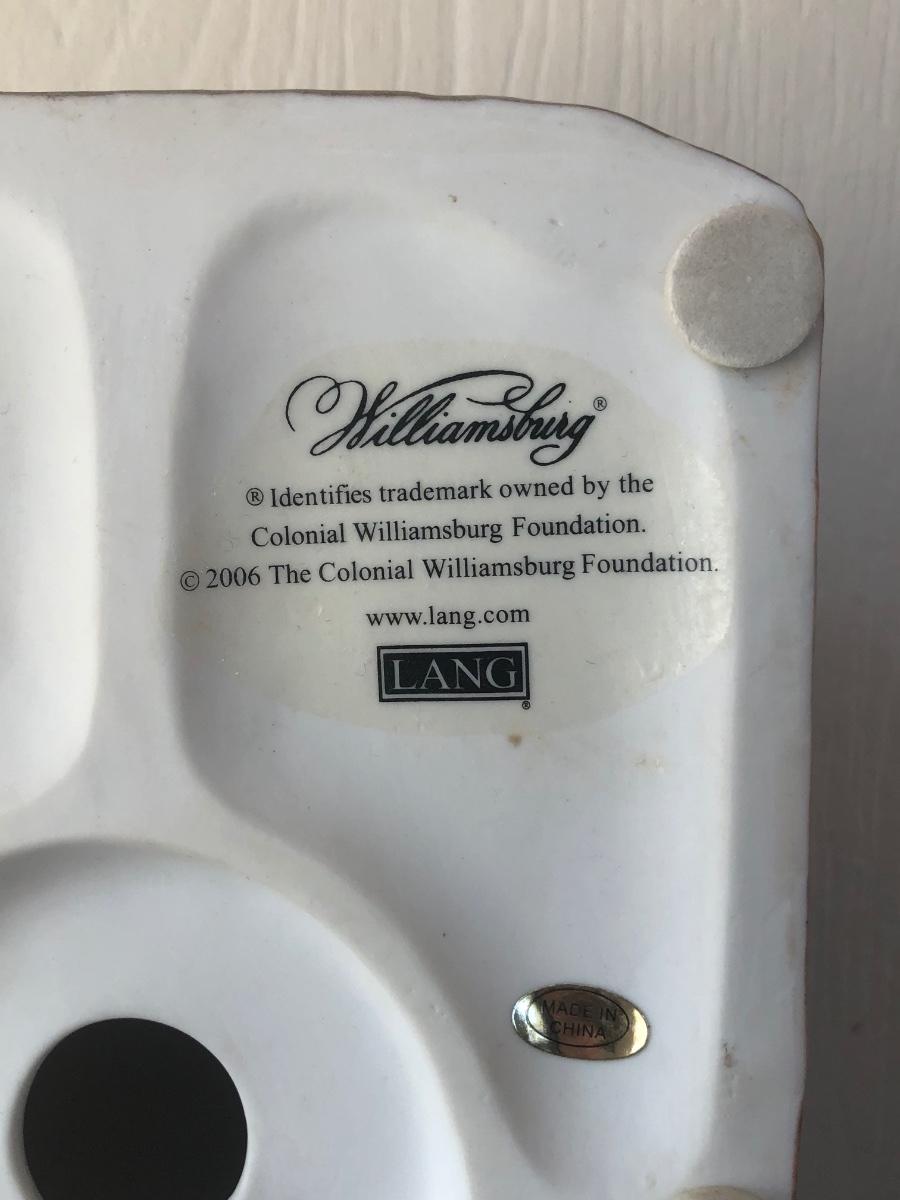 Williamsburg®
® Identifies trademark owned by the
Colonial Williamsburg Foundation.
© 2006 The Colonial Williamsburg Foundation.
www.lang.com
LANG®
MADE IN
CHINA